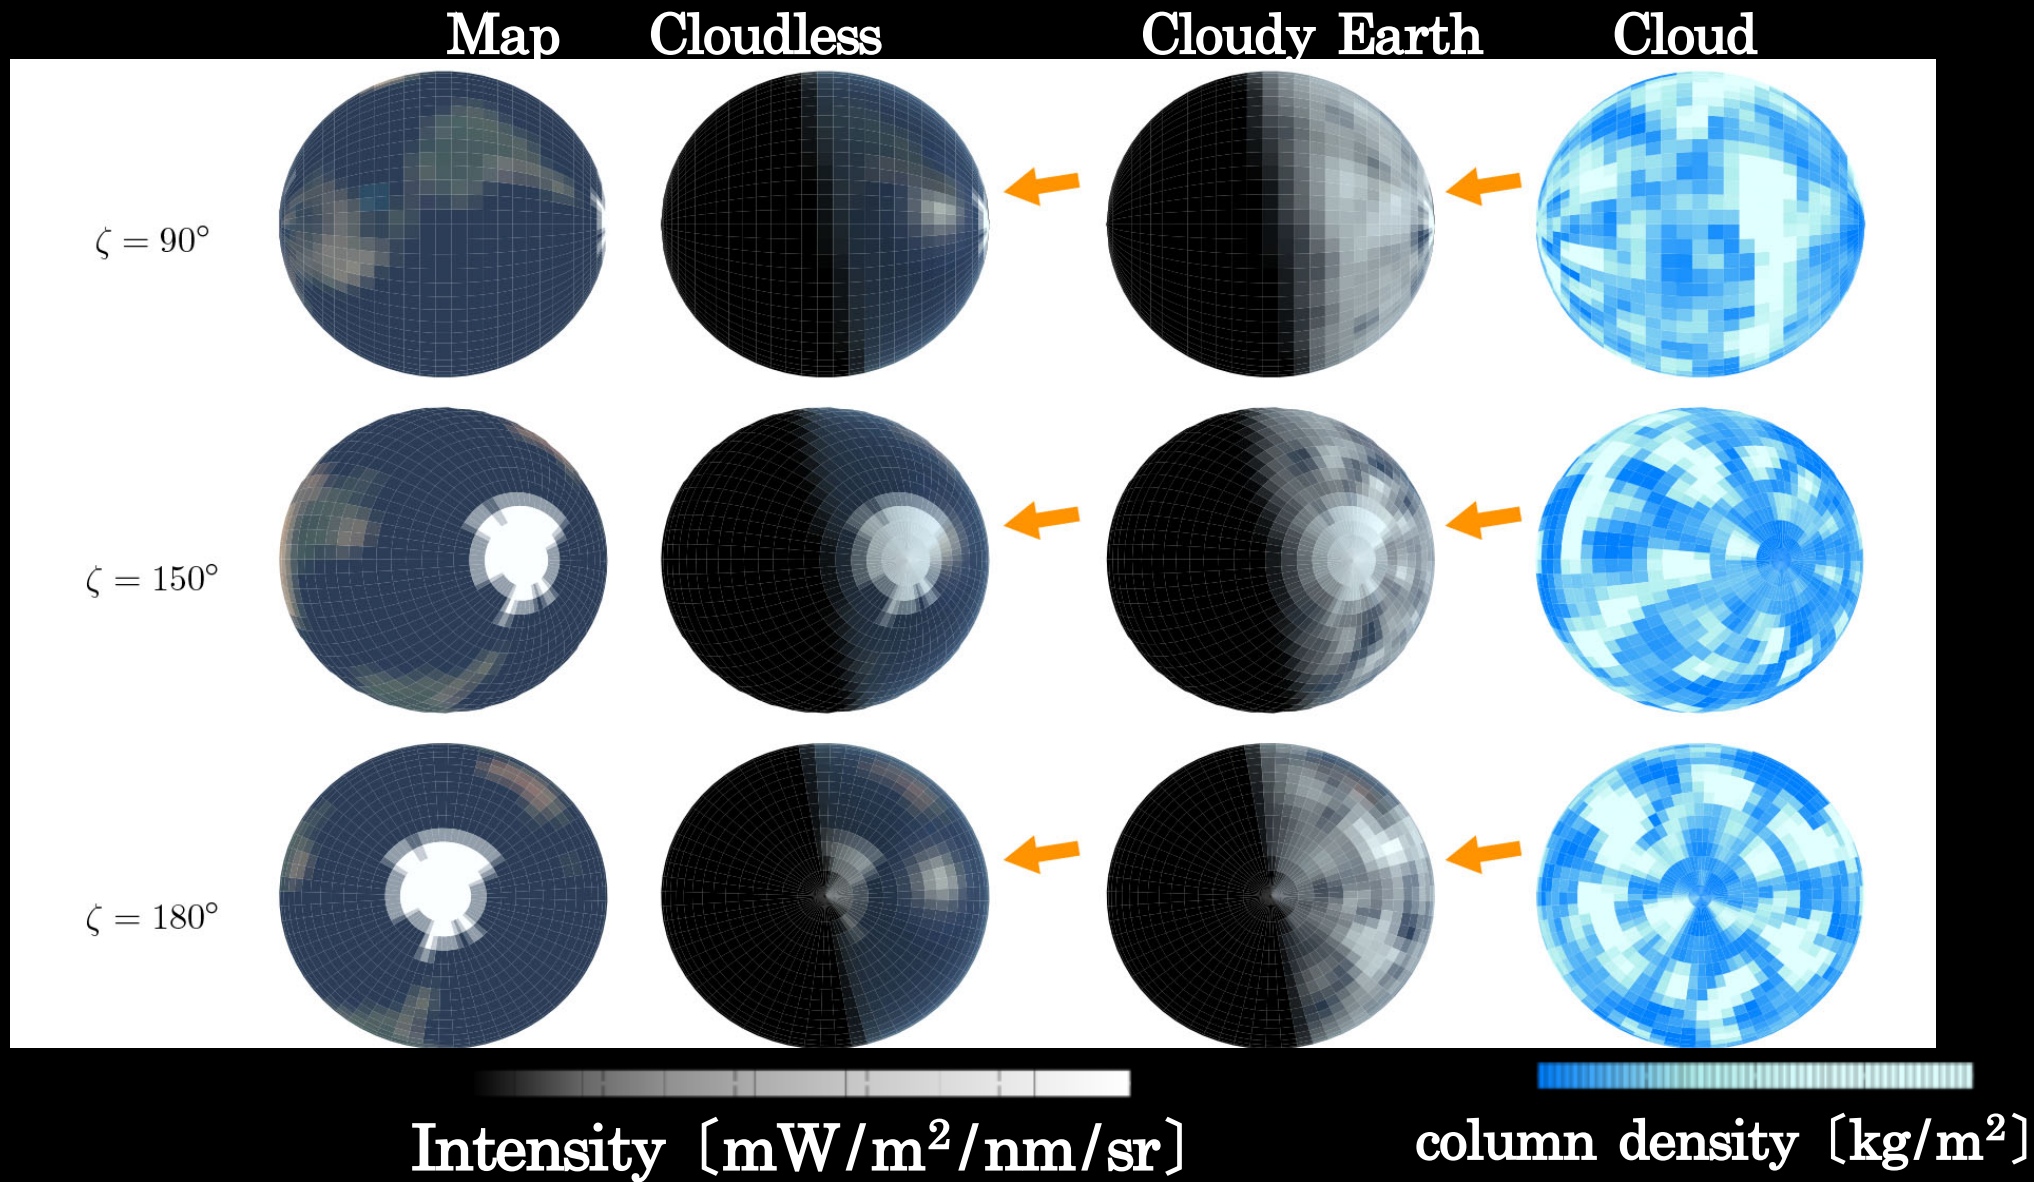 Map Cloudless Cloudy Earth Cloud
ζ = 90°
ζ = 150°
ζ = 180°
Intensity〔mW/m²/nm/sr〕
column density〔kg/m²〕